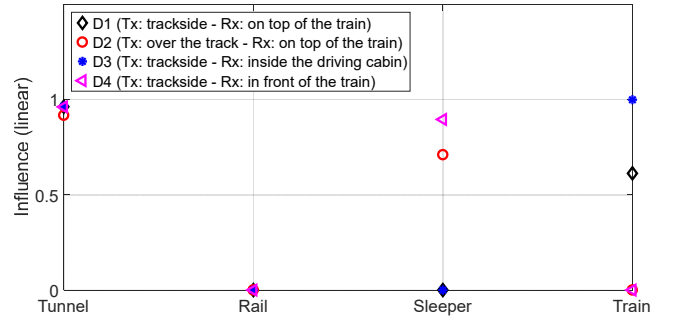 D1 (Tx: trackside - Rx: on top of the train)
D2 (Tx: over the track - Rx: on top of the train)
D3 (Tx: trackside - Rx: inside the driving cabin)
D4 (Tx: trackside - Rx: in front of the train)
Influence (linear)
1
0.5
0
Tunnel Rail Sleeper Train